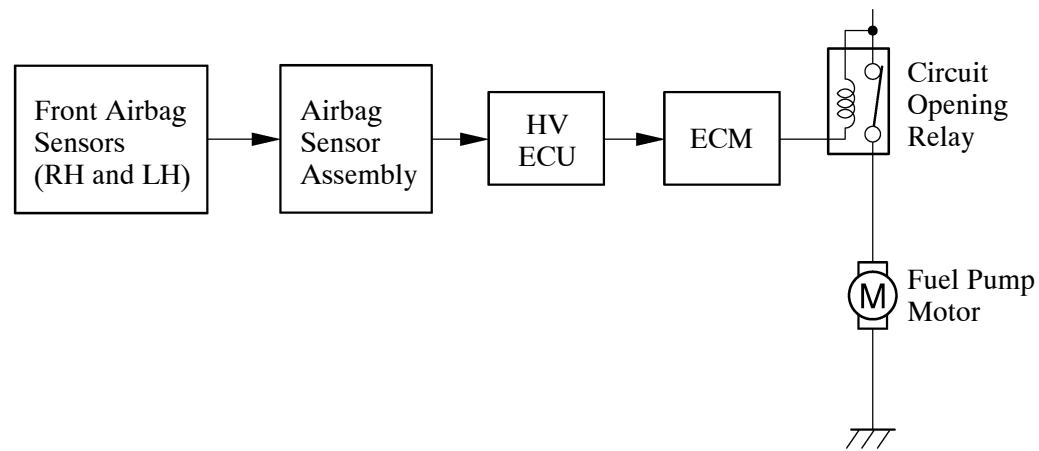 Front Airbag
Sensors
(RH and LH)
Airbag
Sensor
Assembly
HV
ECU
ECM
Circuit
Opening
Relay
Fuel Pump
Motor
M